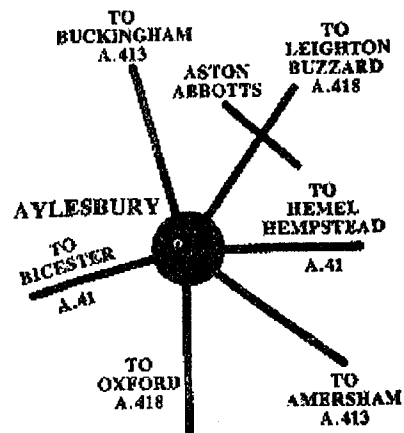 TO
BUCKINGHAM
A.413
TO
LEIGHTON
BUZZARD
A.418
ASTON
ABBOTTS
AYLESBURY
TO
HEMEL
HEMPSTEAD
A.41
TO
BICESTER
A.41
TO
OXFORD
A.418
TO
AMERSHAM
A.413